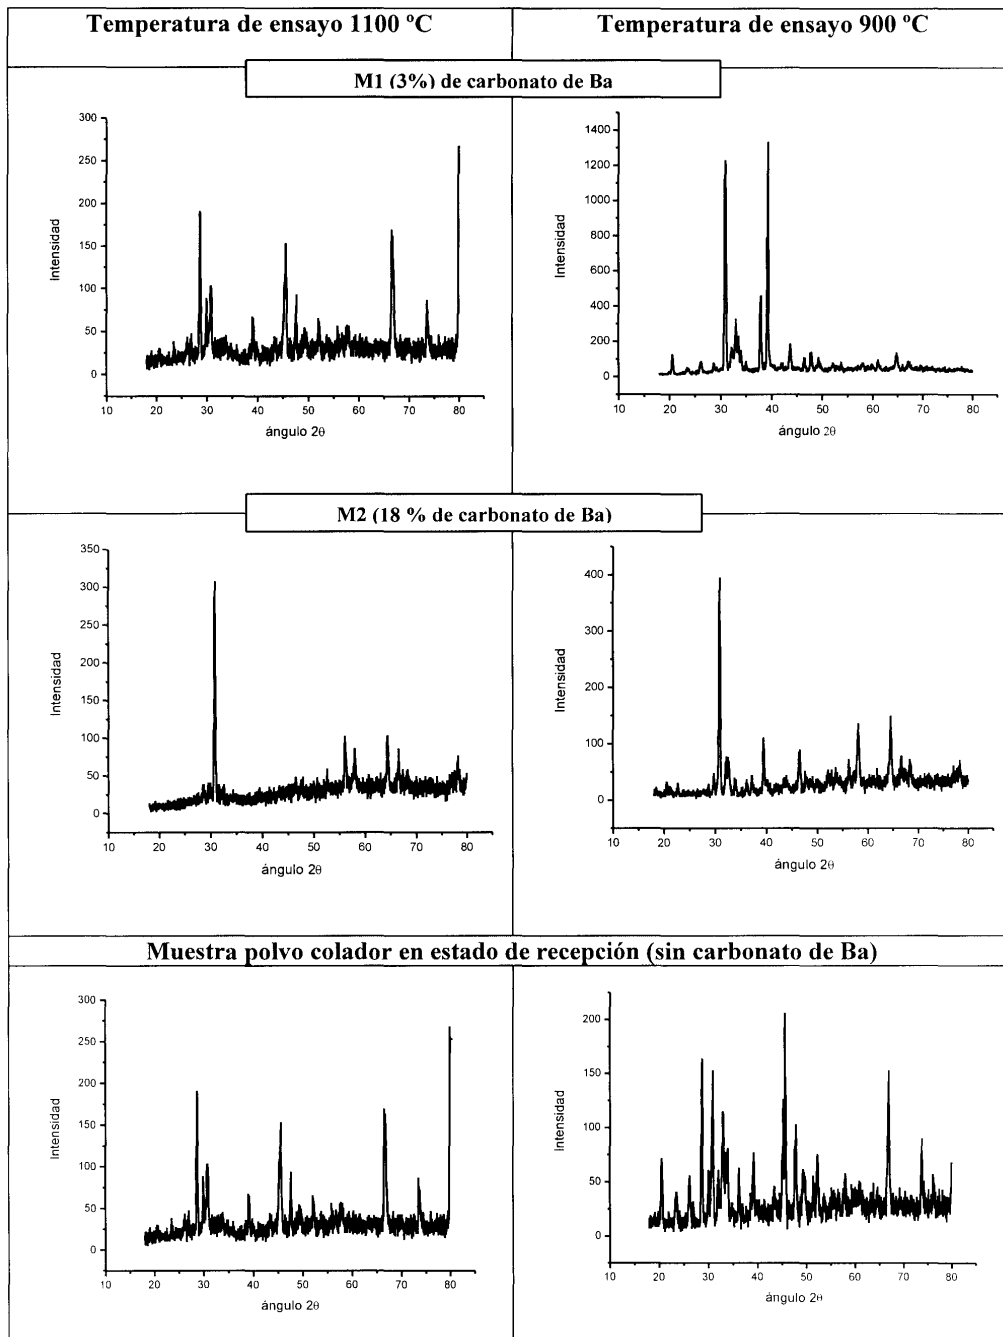 Temperatura de ensayo 1100 ºC
Temperatura de ensayo 900 ºC
M1 (3%) de carbonato de Ba
300
250
200
150
100
50
0
Intensidad
10 20 30 40 50 60 70 80
ángulo 2θ
1400
1200
1000
800
600
400
200
0
Intensidad
10 20 30 40 50 60 70 80
ángulo 2θ
M2 (18 % de carbonato de Ba)
350
300
250
200
150
100
50
0
Intensidad
10 20 30 40 50 60 70 80
ángulo 2θ
400
300
200
100
0
Intensidad
10 20 30 40 50 60 70 80
ángulo 2θ
Muestra polvo colador en estado de recepción (sin carbonato de Ba)
300
250
200
150
100
50
0
Intensidad
10 20 30 40 50 60 70 80
ángulo 2θ
200
150
100
50
0
Intensidad
10 20 30 40 50 60 70 80
ángulo 2θ